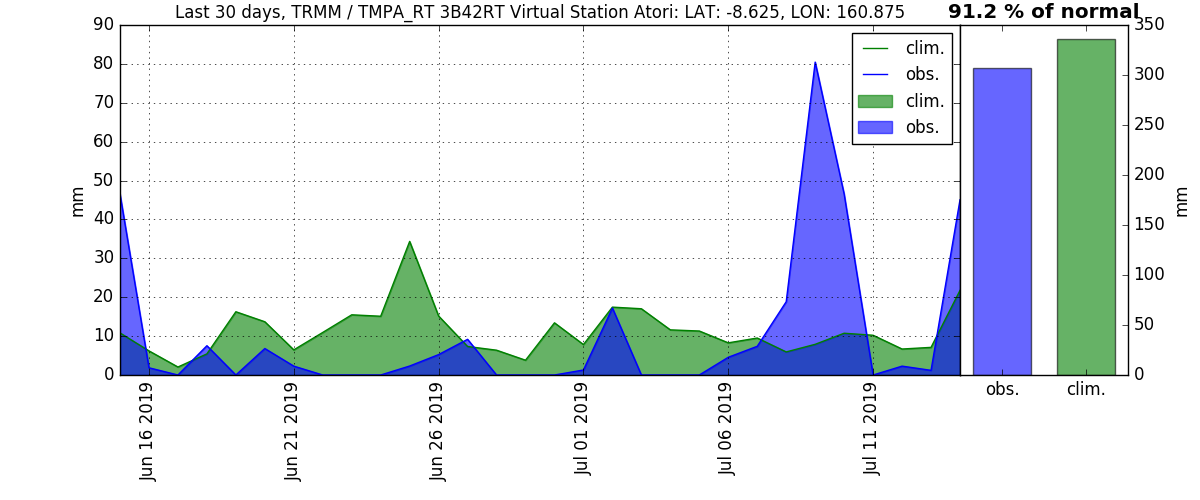 Last 30 days, TRMM / TMPA_RT 3B42RT Virtual Station Atori: LAT: -8.625, LON: 160.875
91.2 % of normal
90
80
70
60
50
40
30
20
10
0
mm
clim.
obs.
clim.
obs.
Jun 16 2019
Jun 21 2019
Jun 26 2019
Jul 01 2019
Jul 06 2019
Jul 11 2019
350
300
250
200
150
100
50
0
mm
obs.
clim.